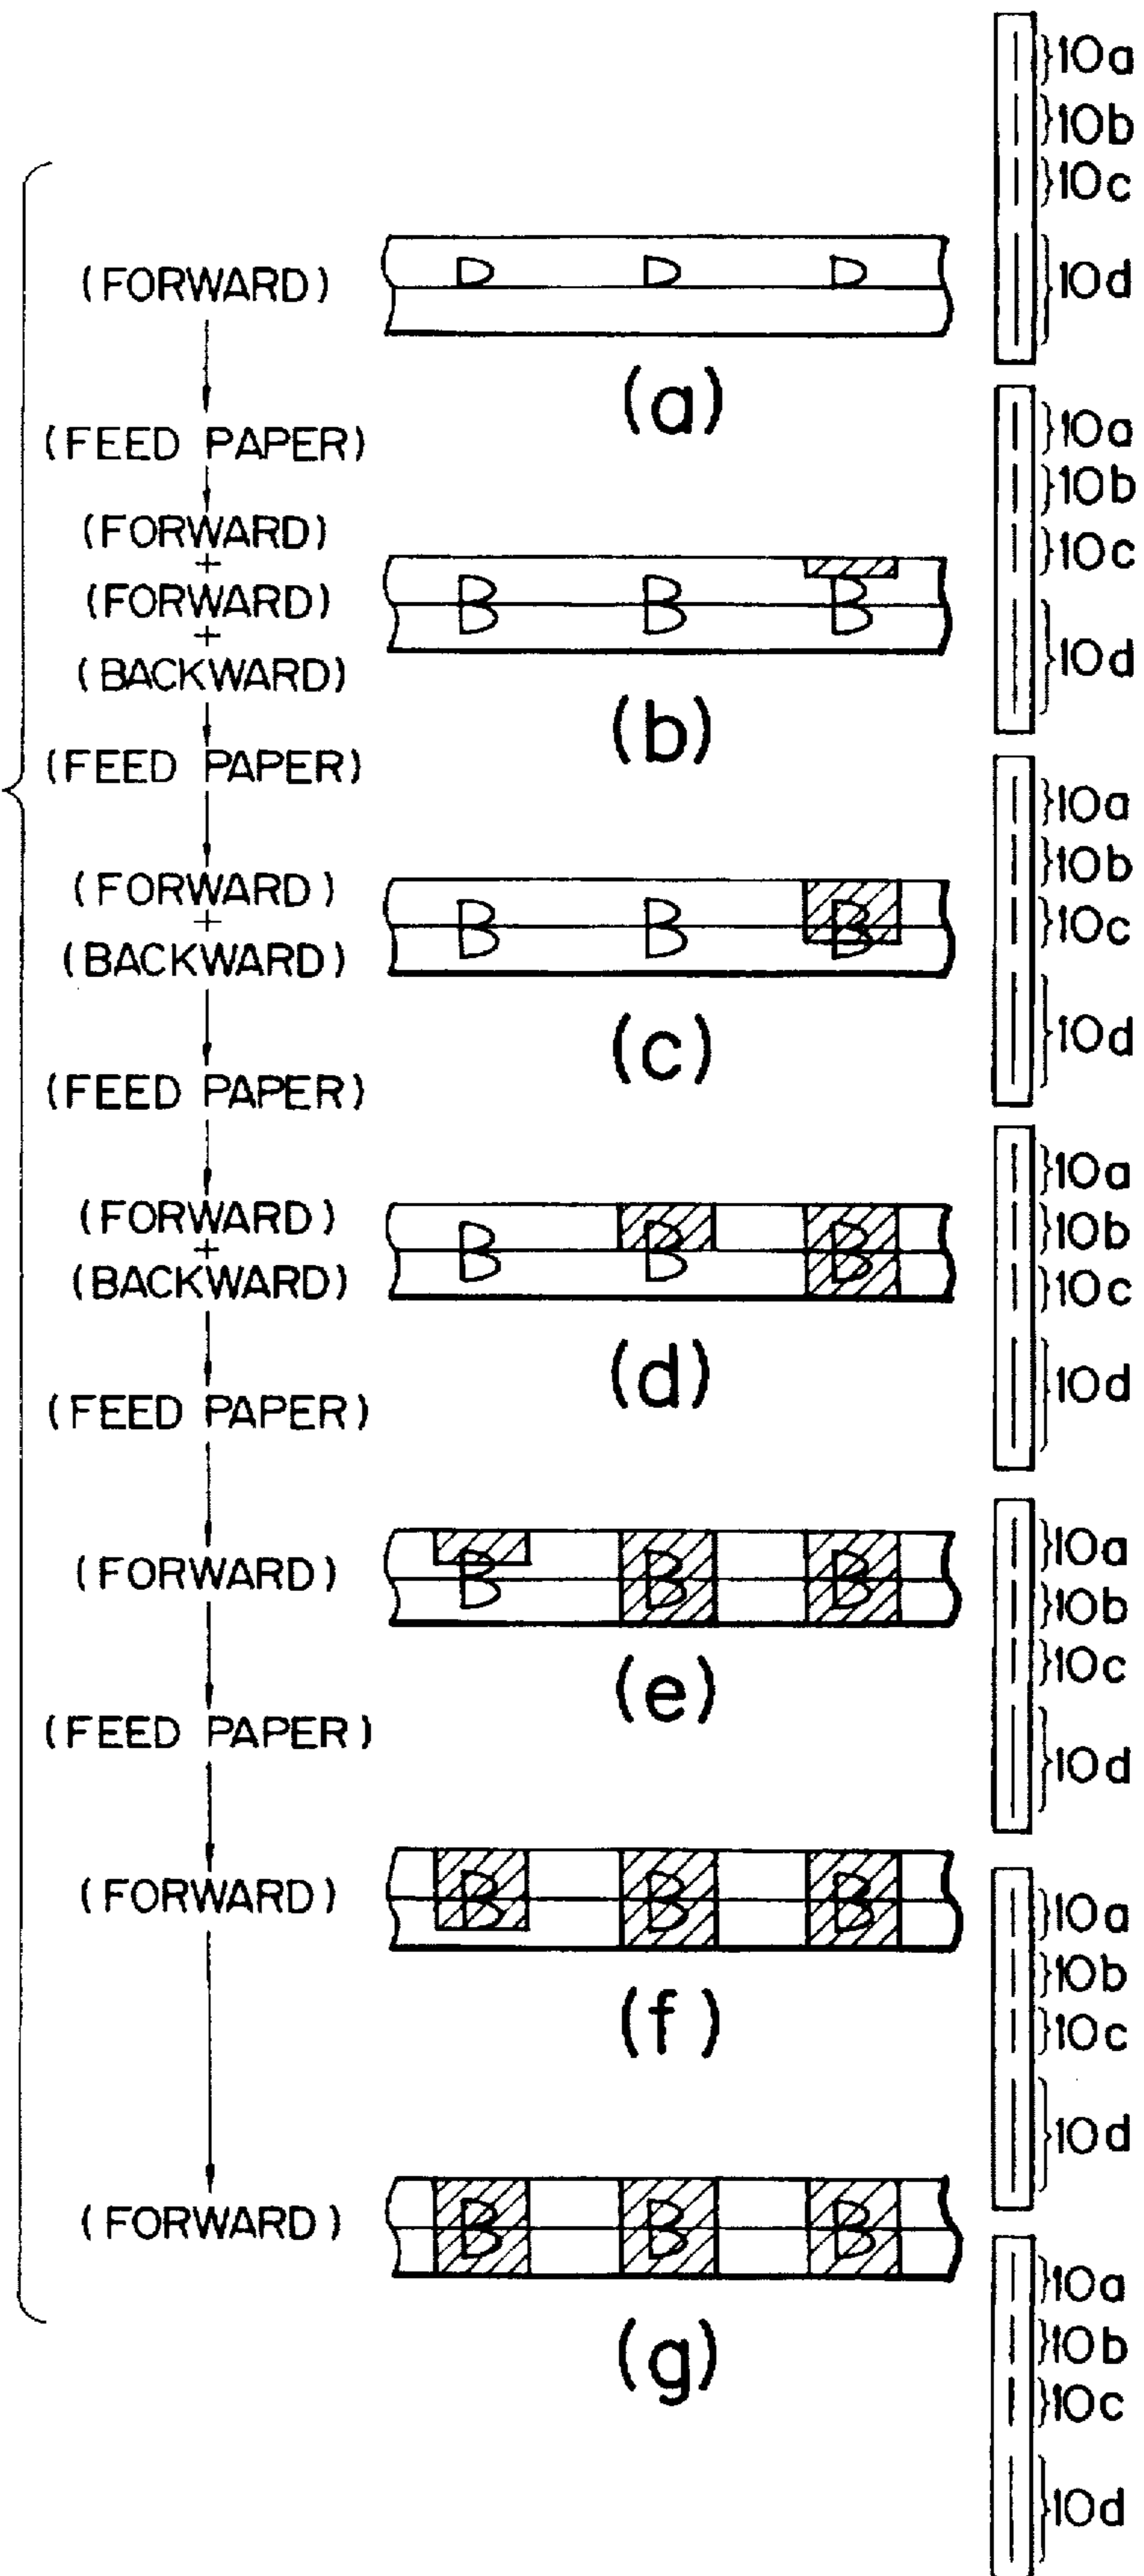 10a
10b
10c
(FORWARD)
D D D
10d
(a)
(FEED PAPER)
10a
10b
(FORWARD)
+
(FORWARD)
+
(BACKWARD)
B B B
10c
10d
(b)
(FEED PAPER)
10a
10b
(FORWARD)
+
(BACKWARD)
B B B
10c
10d
(c)
(FEED PAPER)
10a
(FORWARD)
+
(BACKWARD)
B B B
10b
10c
(d)
10d
(FEED PAPER)
(FORWARD)
B B B
10a
10b
10c
(e)
(FEED PAPER)
10d
(FORWARD)
B B B
10a
10b
10c
(f)
10d
(FORWARD)
B B B
10a
10b
10c
(g)
10d